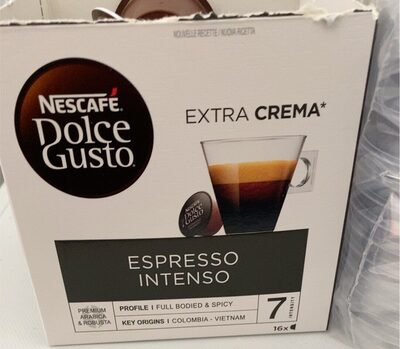 NOUVELLE RECETTE / NUOVA RICETTA
NESCAFÉ
Dolce
Gusto
EXTRA CREMA*
ESPRESSO
INTENSO
PREMIUM
ARABICA
& ROBUSTA
PROFILE | FULL BODIED & SPICY
KEY ORIGINS | COLOMBIA - VIETNAM
7
INTENSITY
16x